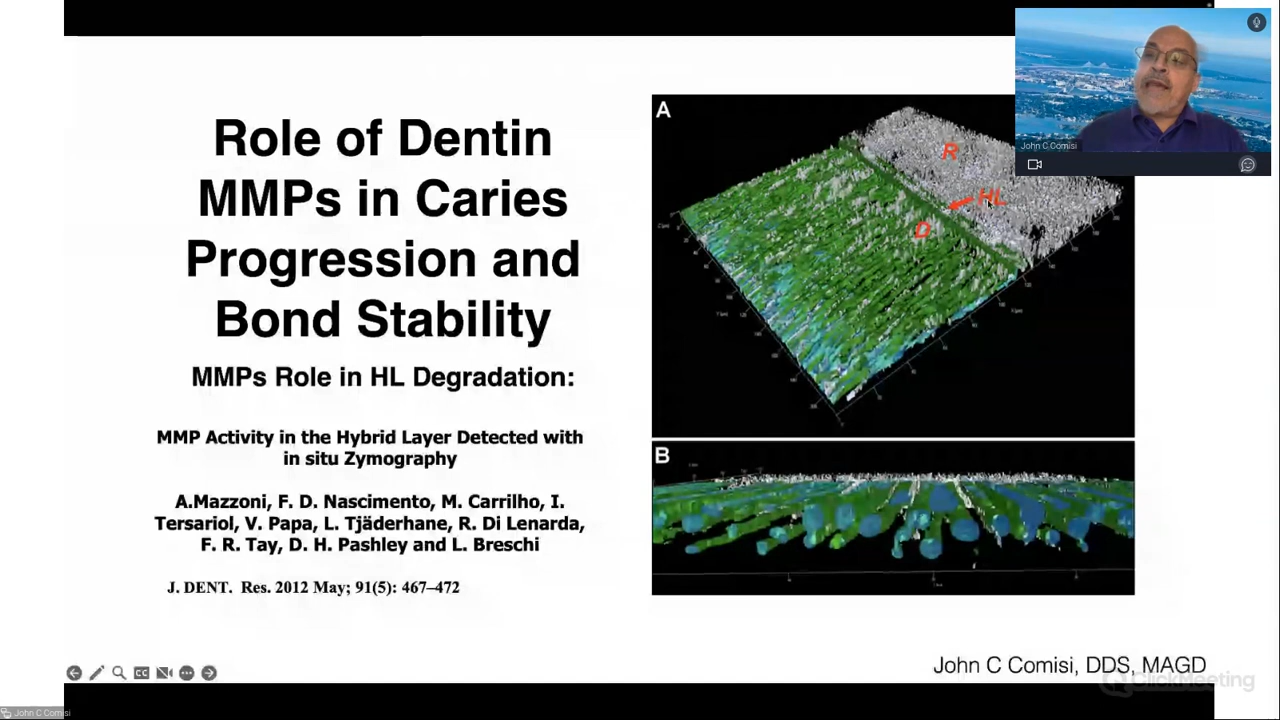 Role of Dentin
MMPs in Caries
Progression and
Bond Stability
MMPs Role in HL Degradation:
MMP Activity in the Hybrid Layer Detected with
in situ Zymography
A.Mazzoni, F. D. Nascimento, M. Carrilho, I.
Tersariol, V. Papa, L. Tjäderhane, R. Di Lenarda,
F. R. Tay, D. H. Pashley and L. Breschi
J. DENT. Res. 2012 May; 91(5): 467–472
A
R
HL
D
B
John C Comisi
John C Comisi, DDS, MAGD
ClickMeeting
CC
John C Comisi